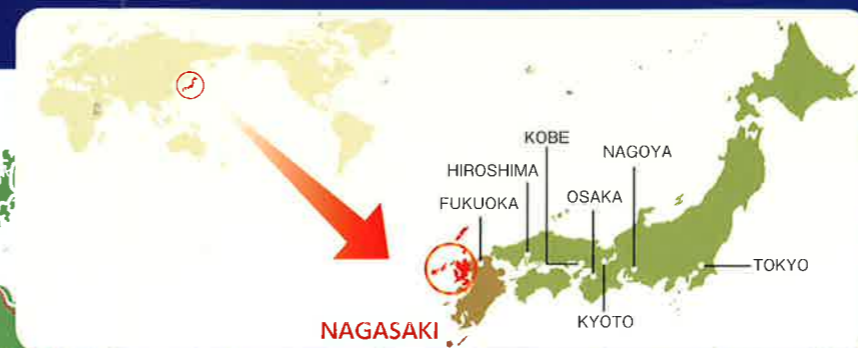 KOBE
NAGOYA
HIROSHIMA
FUKUOKA
OSAKA
TOKYO
KYOTO
NAGASAKI